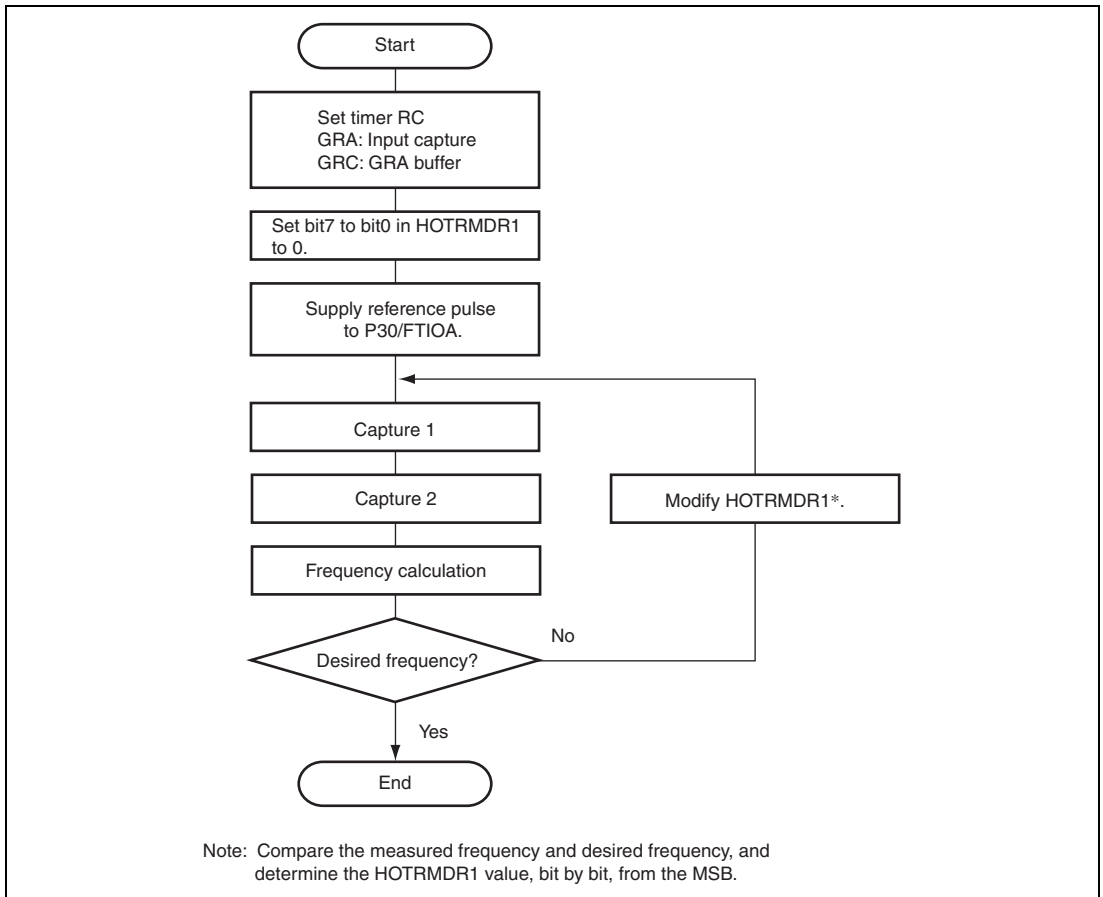 Start
Set timer RC
GRA: Input capture
GRC: GRA buffer
Set bit7 to bit0 in HOTRMDR1
to 0.
Supply reference pulse
to P30/FTIOA.
Capture 1
Capture 2
Modify HOTRMDR1*.
Frequency calculation
No
Desired frequency?
Yes
End
Note: Compare the measured frequency and desired frequency, and
determine the HOTRMDR1 value, bit by bit, from the MSB.